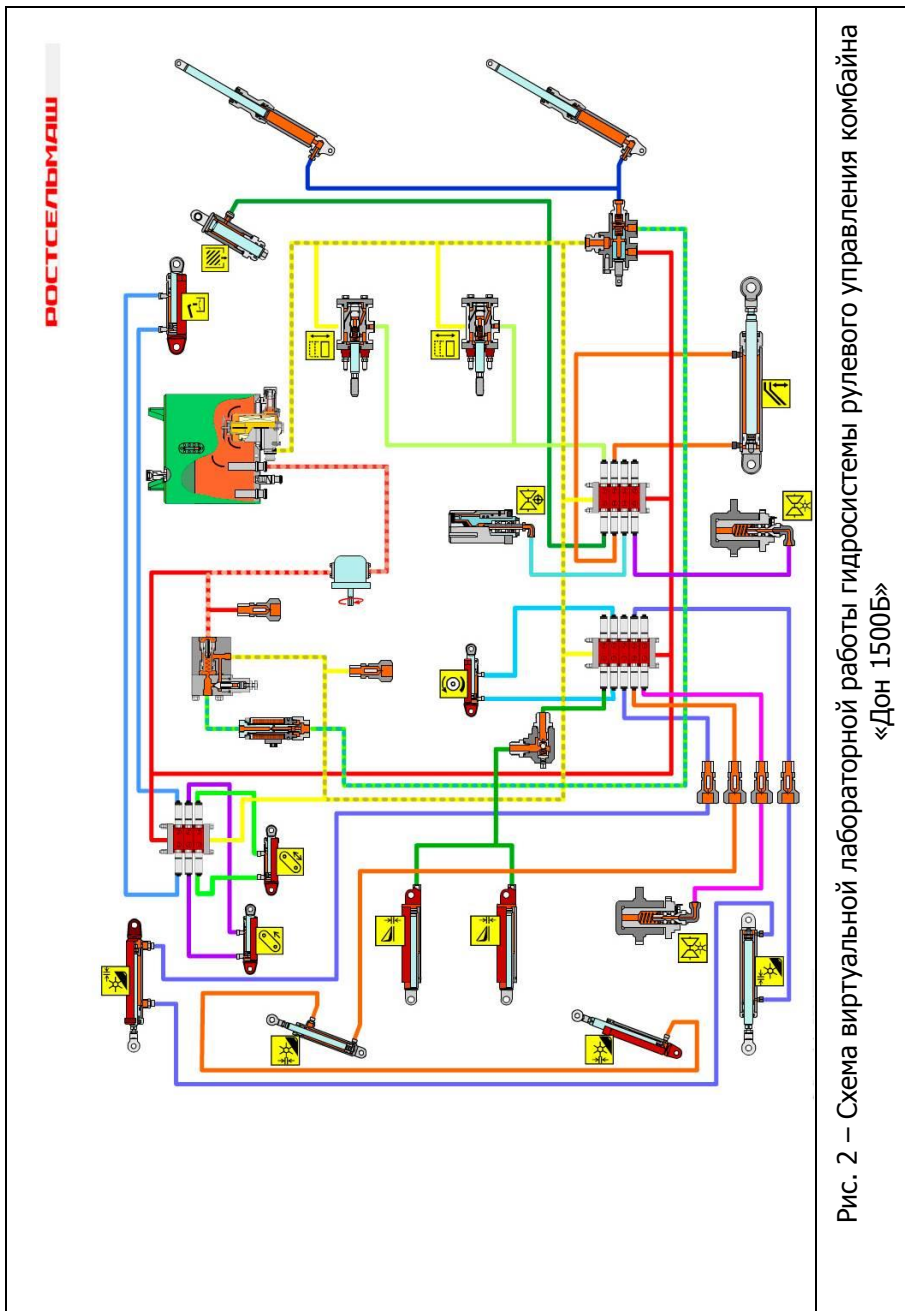 РОСТСЕЛЬМАШ
Рис. 2 – Схема виртуальной лабораторной работы гидросистемы рулевого управления комбайна
«Дон 1500Б»